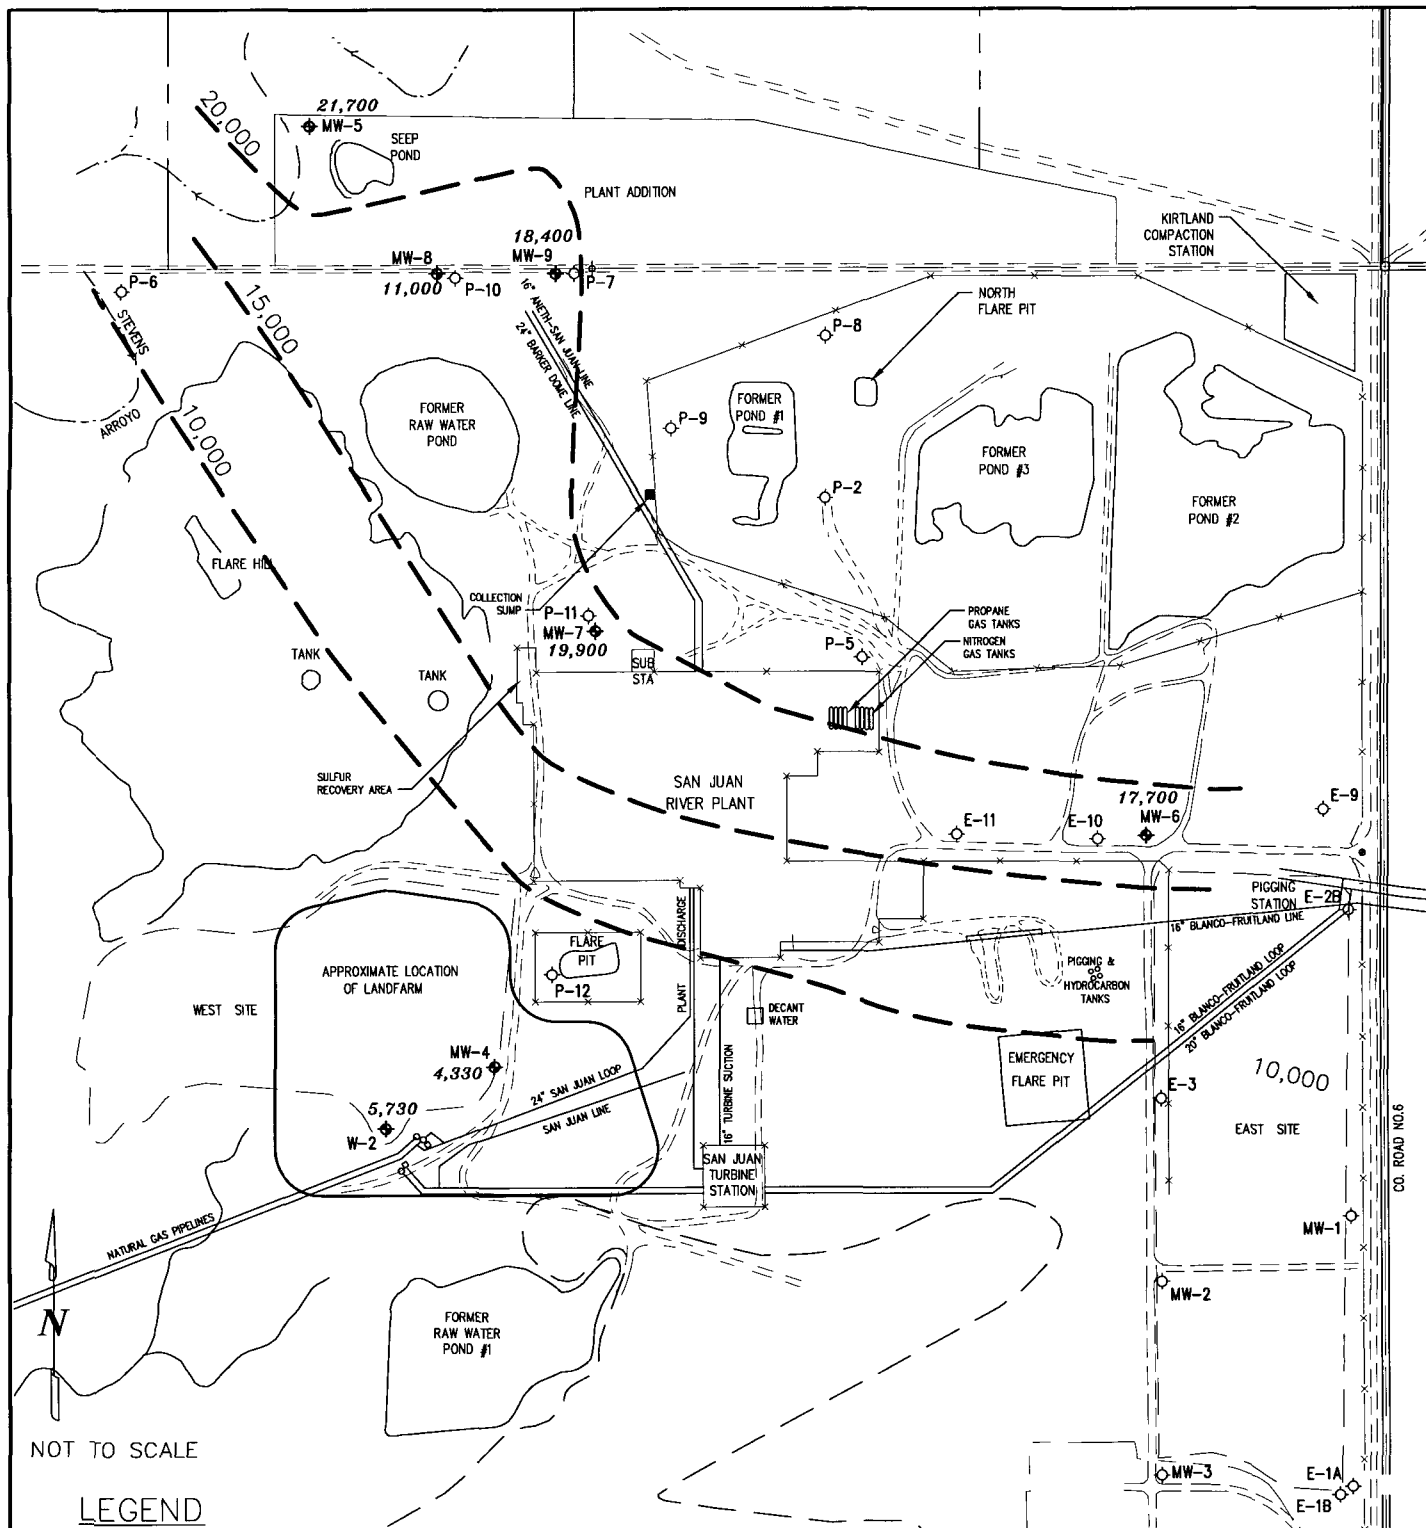 20,000
21,700
MW-5
SEEP
POND
PLANT ADDITION
KIRTLAND
COMPACTION
STATION
18,400
MW-8
MW-9
11,000
P-10
P-7
P-6
STEVENS
ARROYO
15,000
10,000
16" ANETH-SAN JUAN LINE
24" BARKER DOME LINE
NORTH
FLARE PIT
P-8
FORMER
RAW WATER
POND
P-9
FORMER
POND #1
FORMER
POND #3
FORMER
POND #2
P-2
FLARE HILL
COLLECTION
SUMP
P-11
MW-7
19,900
SUB
STA
PROPANE
GAS TANKS
NITROGEN
GAS TANKS
P-5
TANK
TANK
SULFUR
RECOVERY AREA
SAN JUAN
RIVER PLANT
17,700
MW-6
E-9
E-11
E-10
PIGGING
STATION
E-2B
16" BLANCO-FRUITLAND LINE
DISCHARGE
PLANT
FLARE
PIT
P-12
APPROXIMATE LOCATION
OF LANDFARM
WEST SITE
PIGGING &
HYDROCARBON
TANKS
DECANT
WATER
16" BLANCO-FRUITLAND LOOP
20" BLANCO-FRUITLAND LOOP
MW-4
4,330
EMERGENCY
FLARE PIT
10,000
24" SAN JUAN LOOP
SAN JUAN LINE
16" TURBINE SUCTION
E-3
5,730
W-2
EAST SITE
CO. ROAD NO.6
SAN JUAN
TURBINE
STATION
NATURAL GAS PIPELINES
MW-1
MW-2
N
FORMER
RAW WATER
POND #1
NOT TO SCALE
MW-3
E-1A
E-1B
LEGEND